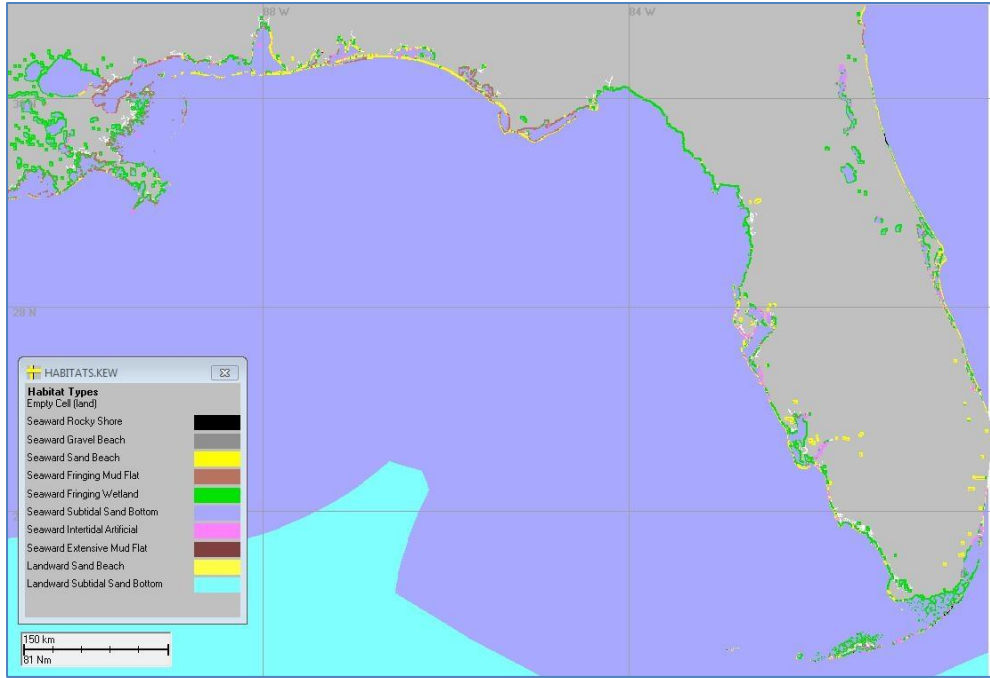 88 W
84 W
28 N
HABITATS.KEW
Habitat Types
Empty Cell (land)
Seaward Rocky Shore
Seaward Gravel Beach
Seaward Sand Beach
Seaward Fringing Mud Flat
Seaward Fringing Wetland
Seaward Subtidal Sand Bottom
Seaward Intertidal Artificial
Seaward Extensive Mud Flat
Landward Sand Beach
Landward Subtidal Sand Bottom
150 km
81 Nm